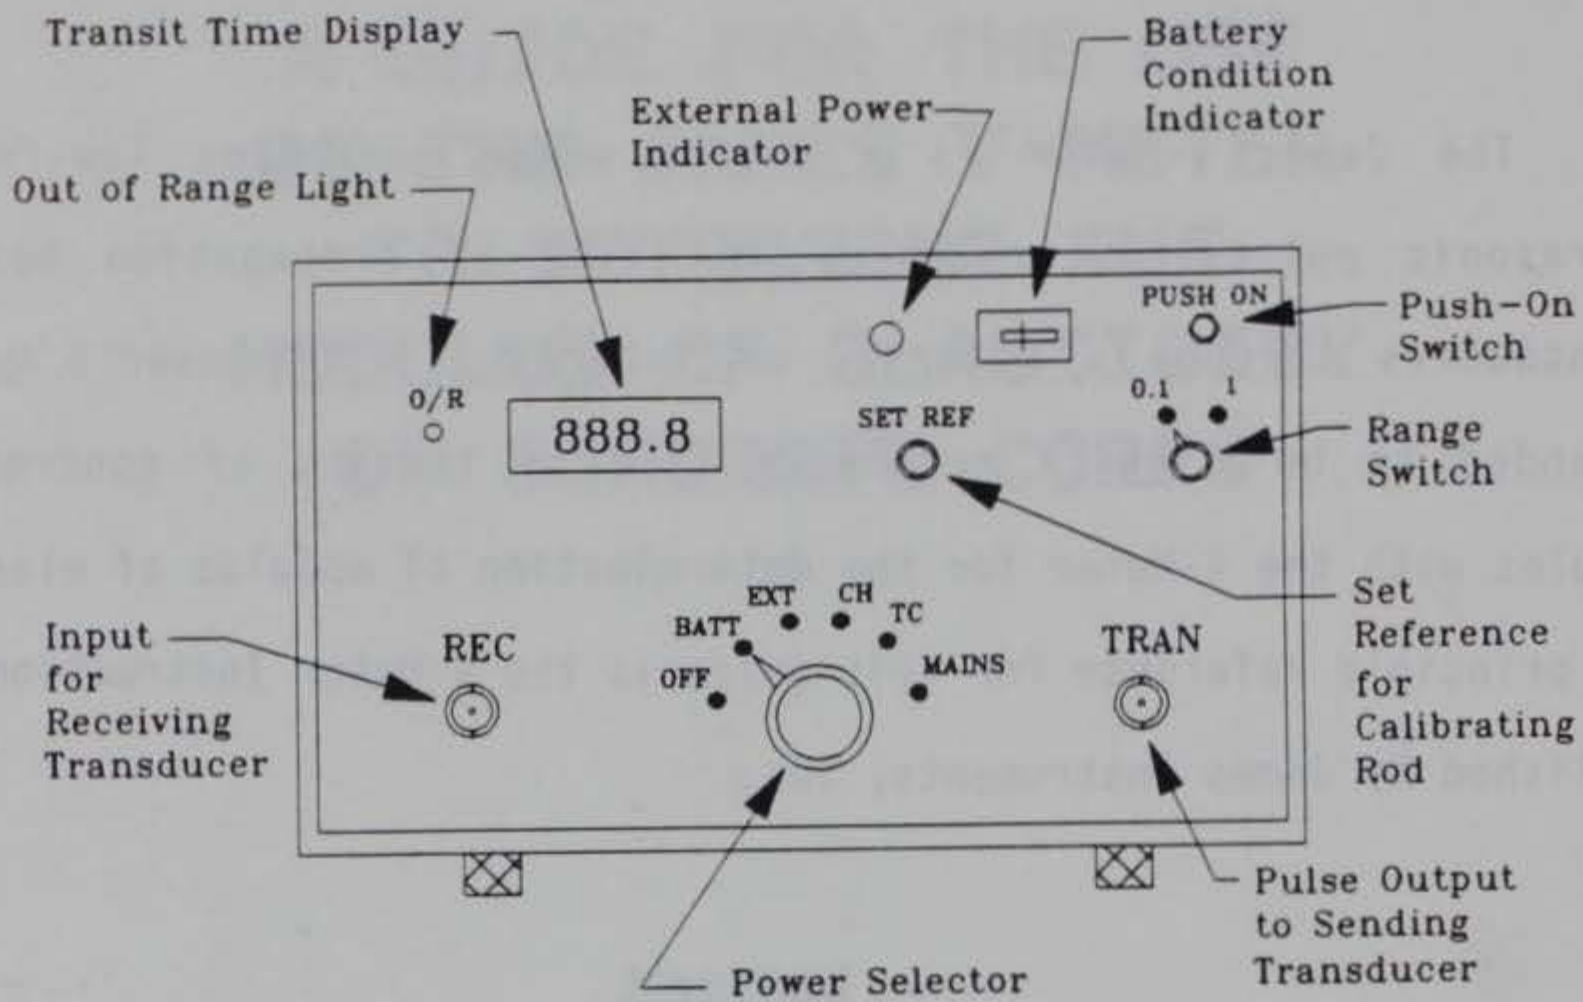 Transit Time Display
External Power
Indicator
Battery
Condition
Indicator
Out of Range Light
PUSH ON
Push-On
Switch
O/R
888.8
SET REF
0.1 1
Range
Switch
Input
for
Receiving
Transducer
REC
OFF
BATT
EXT
CH
TC
MAINS
TRAN
Set
Reference
for
Calibrating
Rod
Pulse Output
to Sending
Transducer
Power Selector